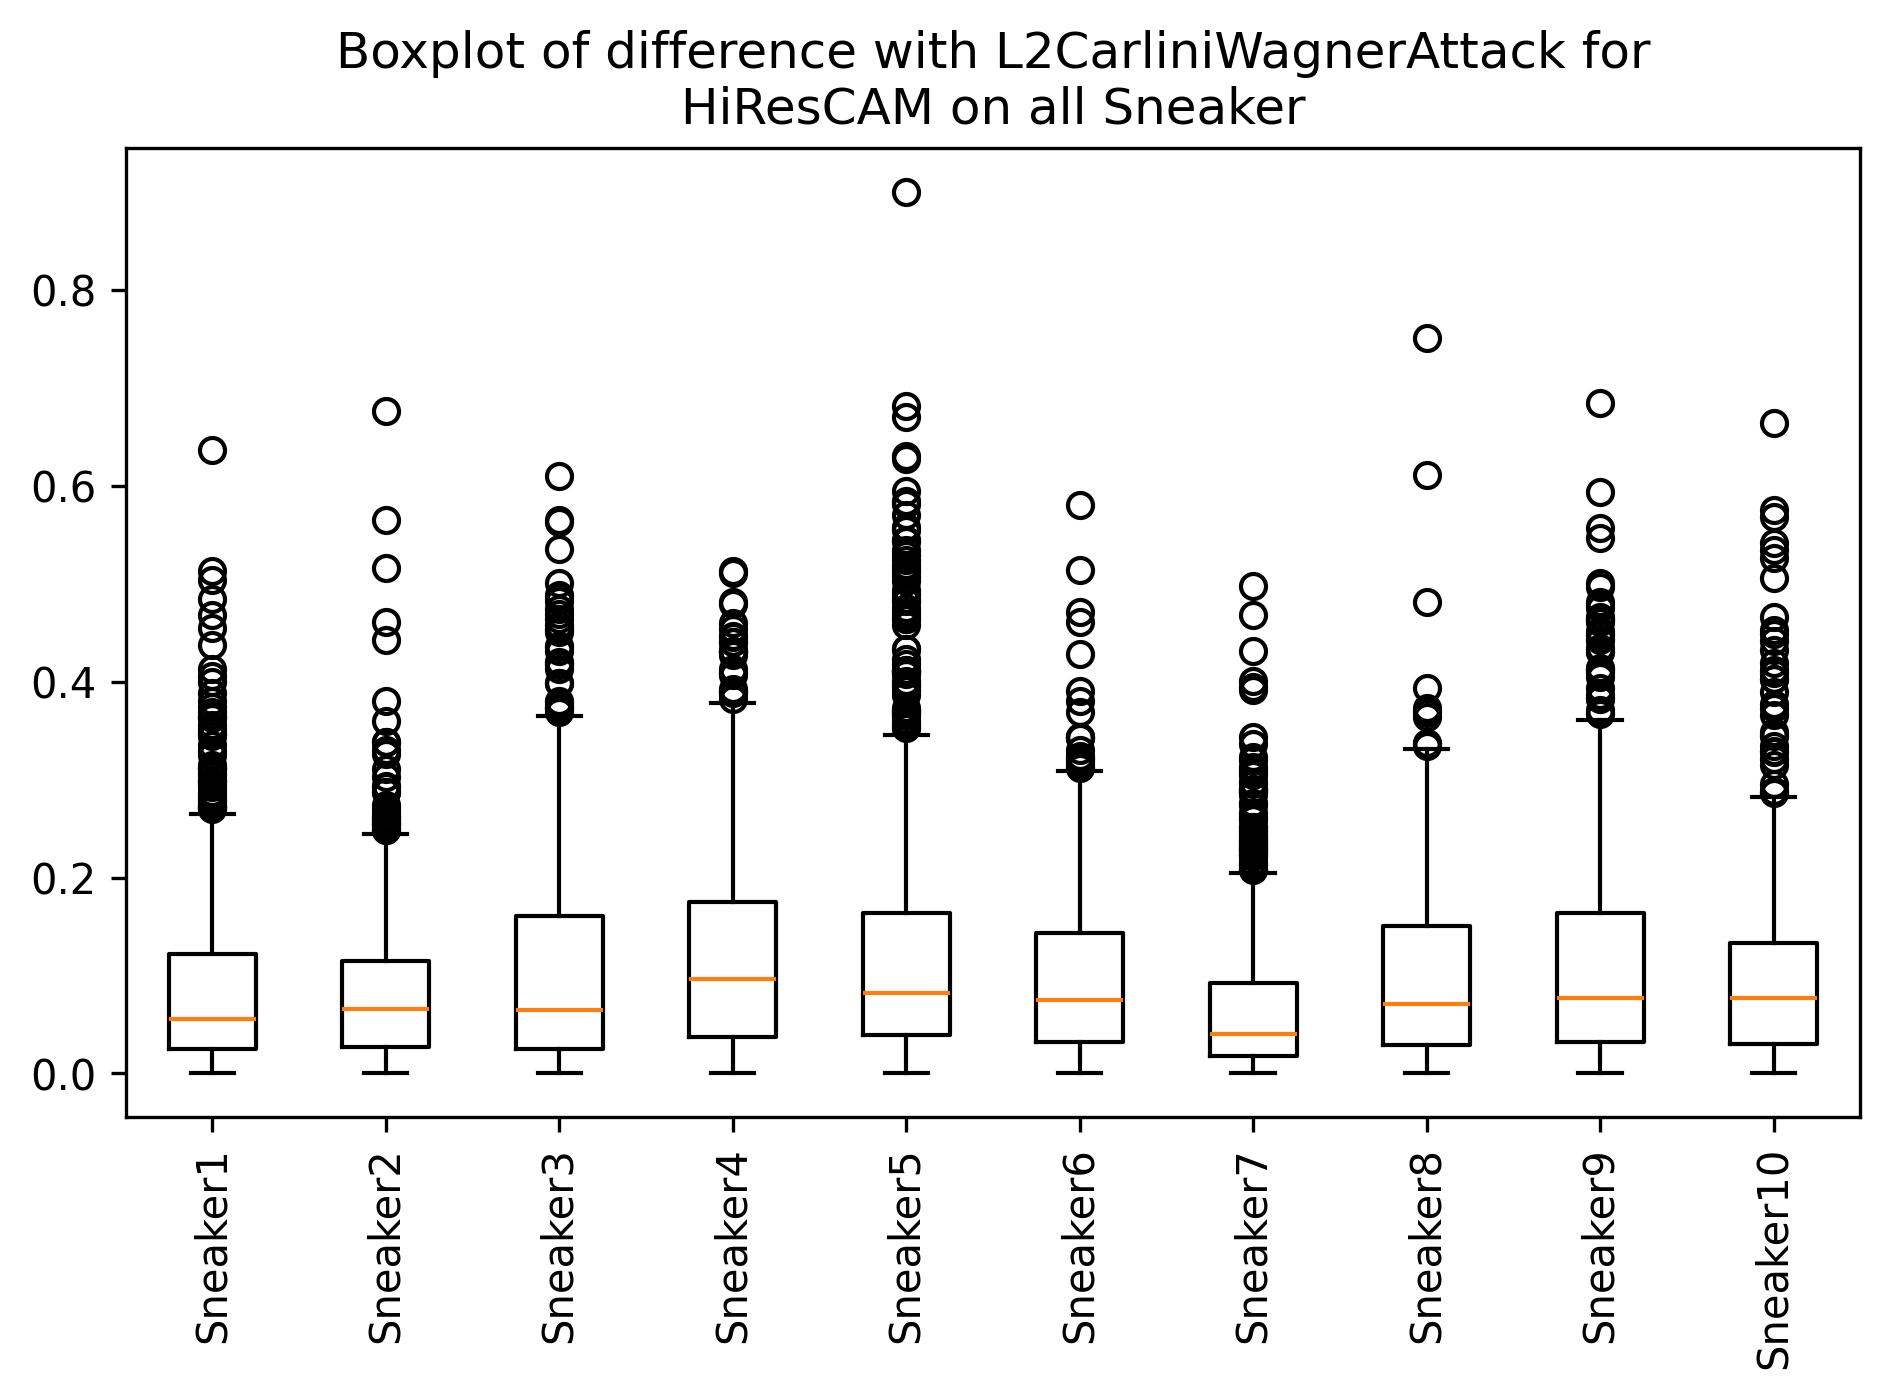 Boxplot of difference with L2CarliniWagnerAttack for
HiResCAM on all Sneaker
0.8
0.6
0.4
0.2
0.0
Sneaker1
Sneaker2
Sneaker3
Sneaker4
Sneaker5
Sneaker6
Sneaker7
Sneaker8
Sneaker9
Sneaker10